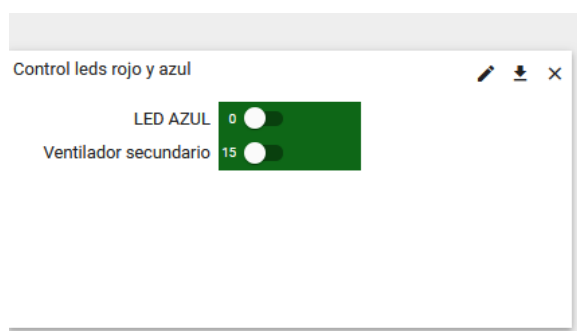 Control leds rojo y azul
LED AZUL 0
Ventilador secundario 15